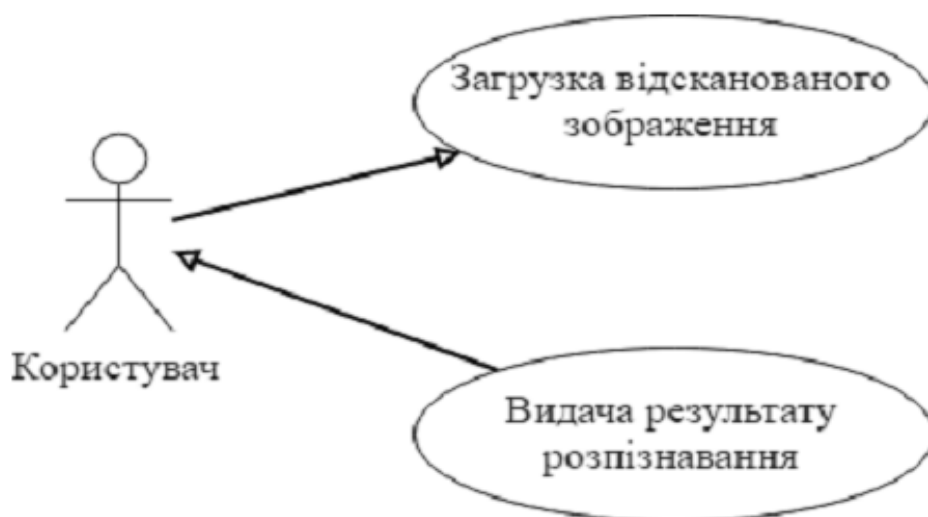 Загрузка відсканованого
зображення
Користувач
Видача результату
розпізнавання